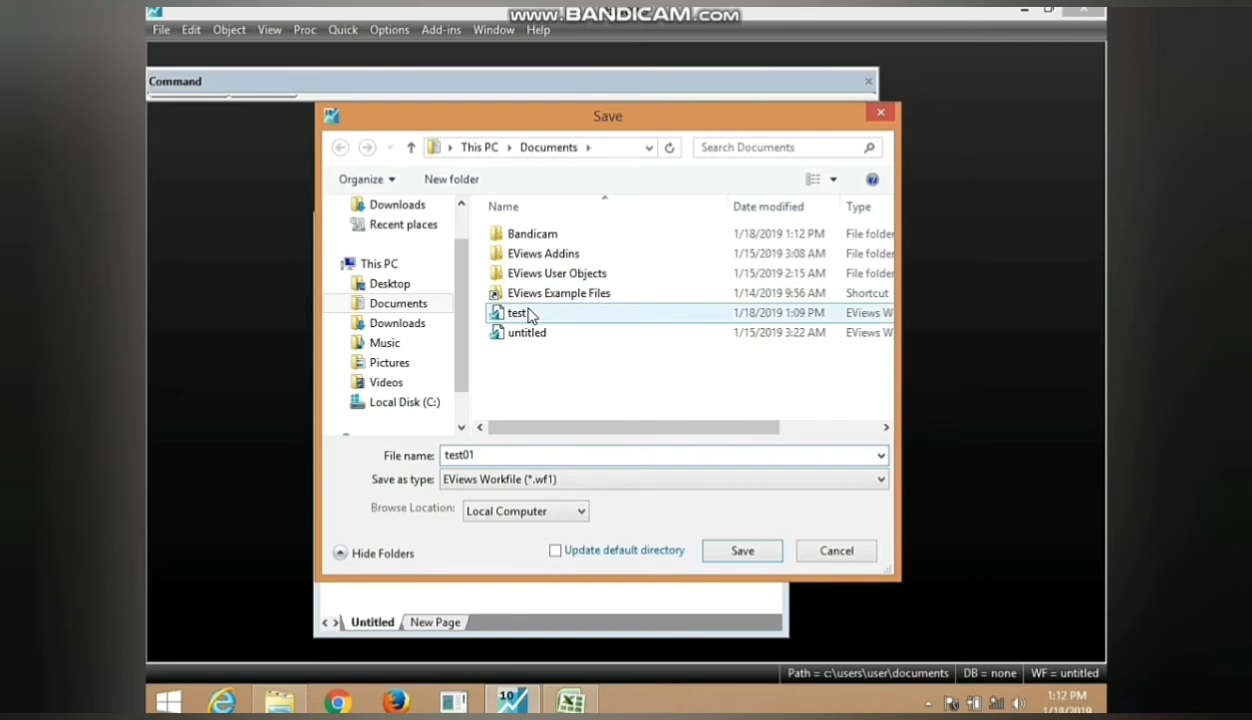 www.BANDICAM.com
File Edit Object View Proc Quick Options Add-ins Window Help
Command
Save
This PC Documents Search Documents
Organize New folder
Downloads
Recent places
This PC
Desktop
Documents
Downloads
Music
Pictures
Videos
Local Disk (C:)
Name Date modified Type
Bandicam 1/18/2019 1:12 PM File folder
EViews Addins 1/15/2019 3:08 AM File folder
EViews User Objects 1/15/2019 2:15 AM File folder
EViews Example Files 1/14/2019 9:56 AM Shortcut
test 1/18/2019 1:09 PM EViews W
untitled 1/15/2019 3:22 AM EViews W
File name: test01
Save as type: EViews Workfile (*.wf1)
Browse Location: Local Computer
Hide Folders Update default directory Save Cancel
Untitled New Page
Path = c:\users\user\documents DB = none WF = untitled
10
1:12 PM
1/18/2019